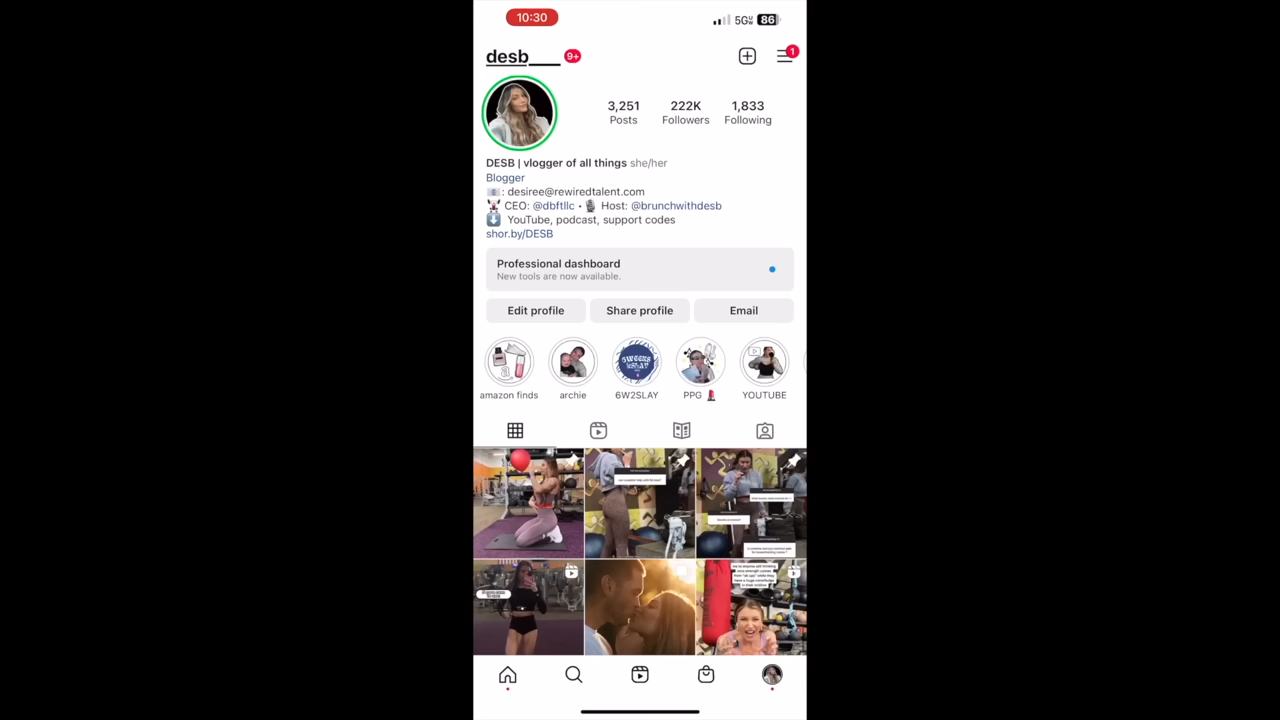 10:30
5GUW
86
desb____
9+
1
3,251
222K
1,833
Posts
Followers
Following
DESB | vlogger of all things she/her
Blogger
📧: desiree@rewiredtalent.com
🏋️ CEO: @dbftllc • 🎙️ Host: @brunchwithdesb
⬇️ YouTube, podcast, support codes
shor.by/DESB
Professional dashboard
New tools are now available.
Edit profile
Share profile
Email
amazon finds
archie
6W2SLAY
PPG 💄
YOUTUBE